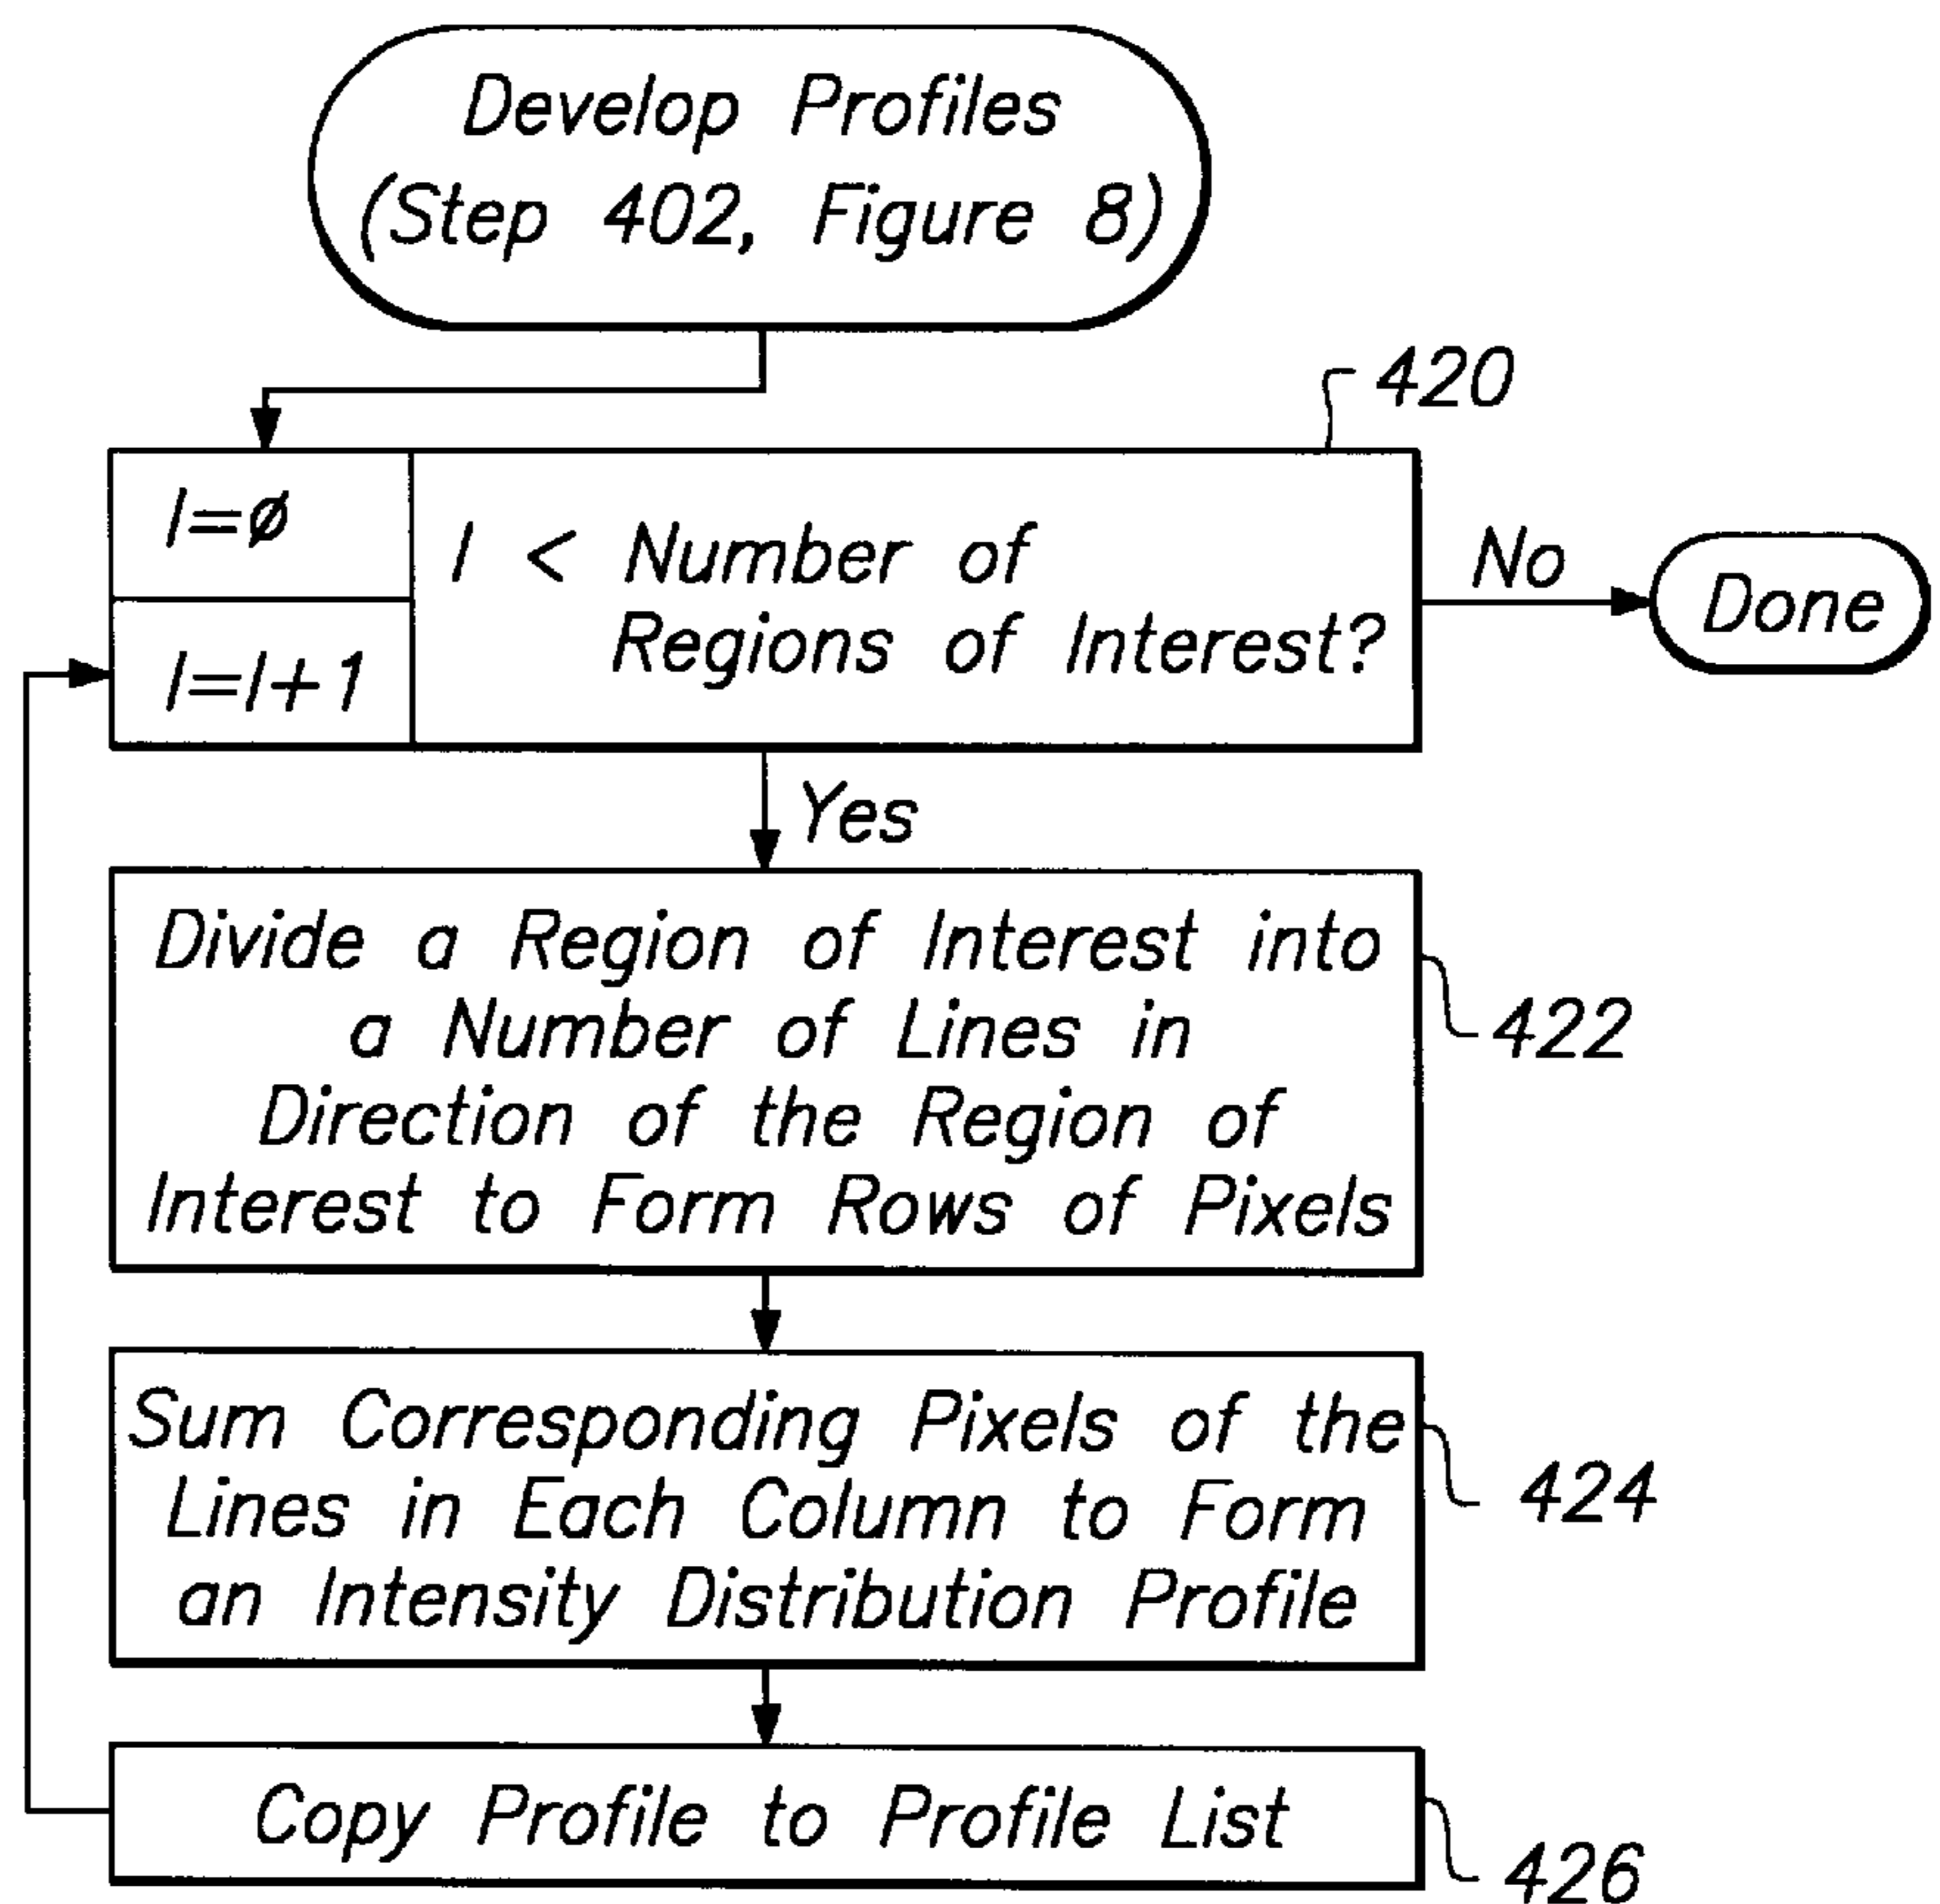 Develop Profiles
(Step 402, Figure 8)
420
I=ø
I < Number of
Regions of Interest?
No
Done
I=I+1
Yes
Divide a Region of Interest into
a Number of Lines in
Direction of the Region of
Interest to Form Rows of Pixels
422
Sum Corresponding Pixels of the
Lines in Each Column to Form
an Intensity Distribution Profile
424
Copy Profile to Profile List
426